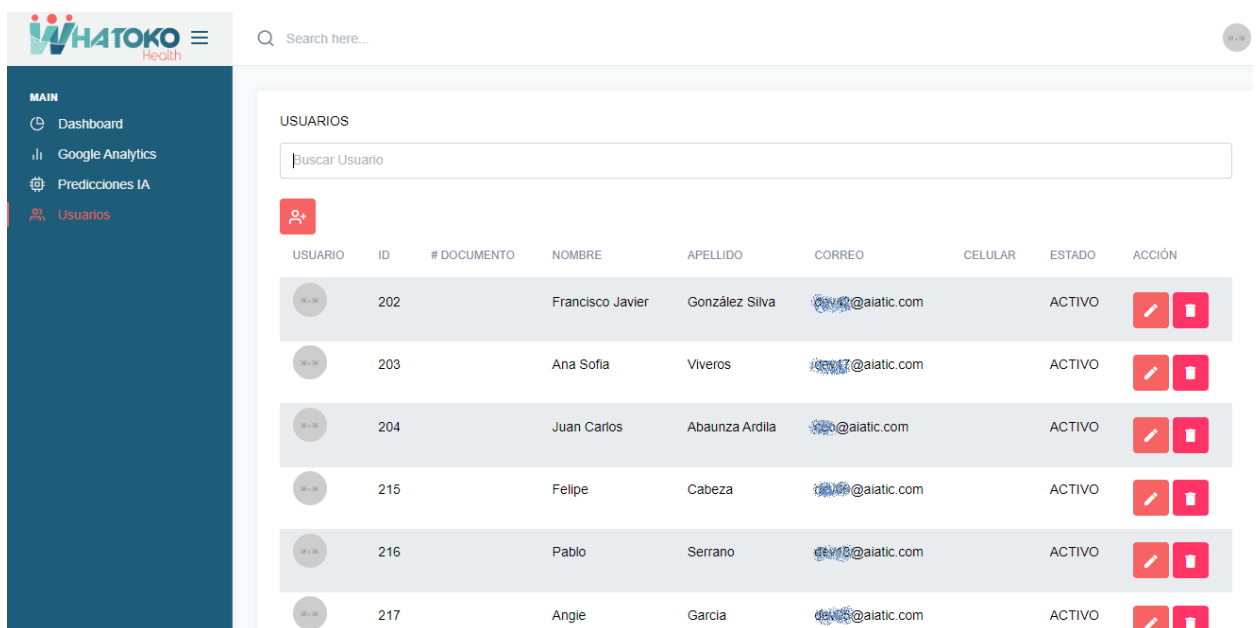 WHATOKO
Health
Search here...
MAIN
Dashboard
Google Analytics
Predicciones IA
Usuarios
USUARIOS
Buscar Usuario
USUARIO ID # DOCUMENTO NOMBRE APELLIDO CORREO CELULAR ESTADO ACCIÓN
202 Francisco Javier González Silva @aiatic.com ACTIVO
203 Ana Sofia Viveros @aiatic.com ACTIVO
204 Juan Carlos Abaunza Ardila @aiatic.com ACTIVO
215 Felipe Cabeza @aiatic.com ACTIVO
216 Pablo Serrano @aiatic.com ACTIVO
217 Angie Garcia @aiatic.com ACTIVO